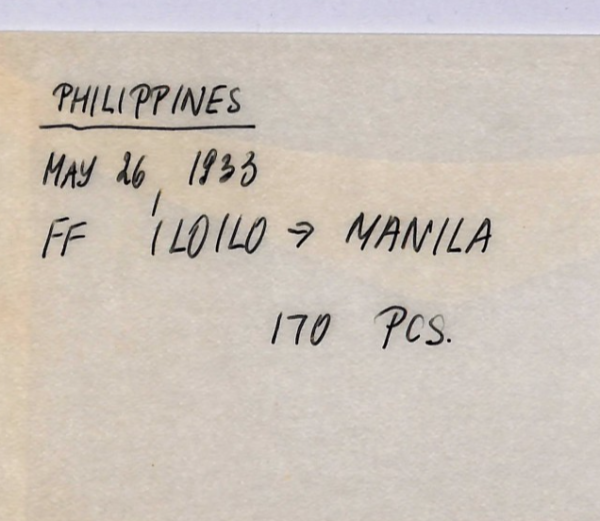 PHILIPPINES
MAY 26, 1933
FF ILOILO → MANILA
170 PCS.